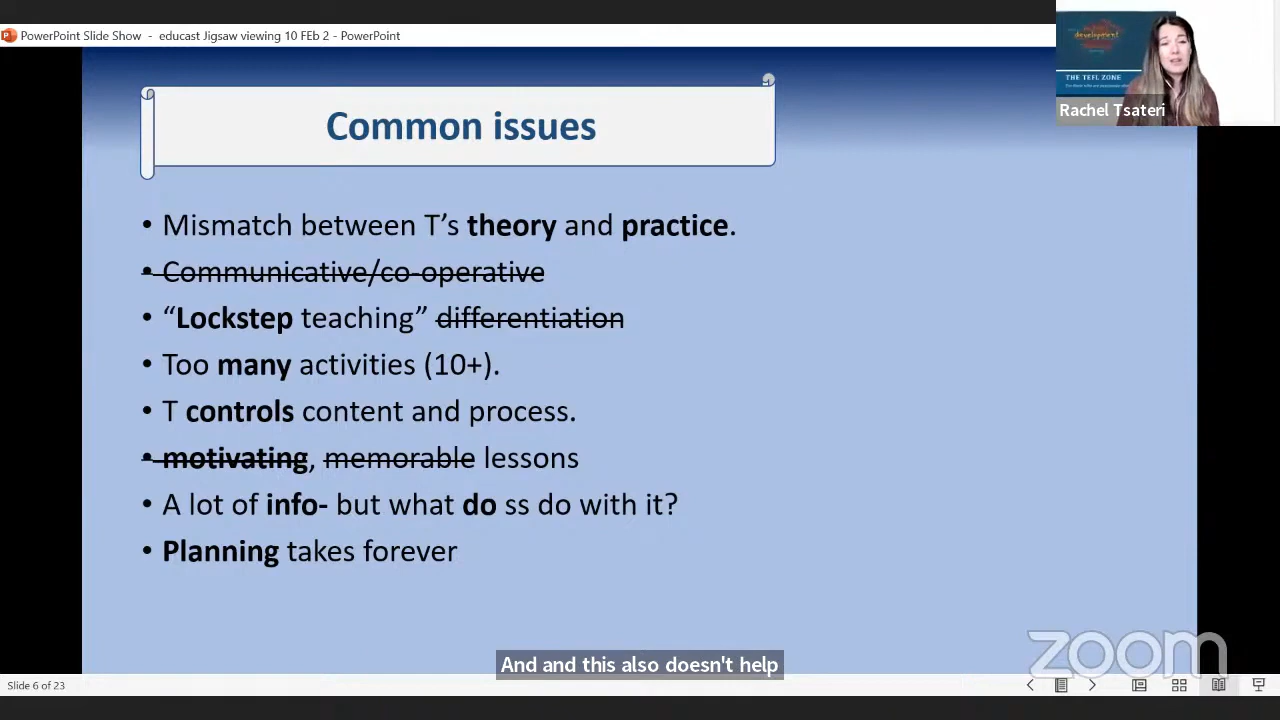 PowerPoint Slide Show - educast Jigsaw viewing 10 FEb 2 - PowerPoint
development
THE TEFL ZONE
Rachel Tsateri
Common issues
• Mismatch between T’s theory and practice.
• Communicative/co-operative
• “Lockstep teaching” differentiation
• Too many activities (10+).
• T controls content and process.
• motivating, memorable lessons
• A lot of info- but what do ss do with it?
• Planning takes forever
zoom
And and this also doesn't help
Slide 6 of 23